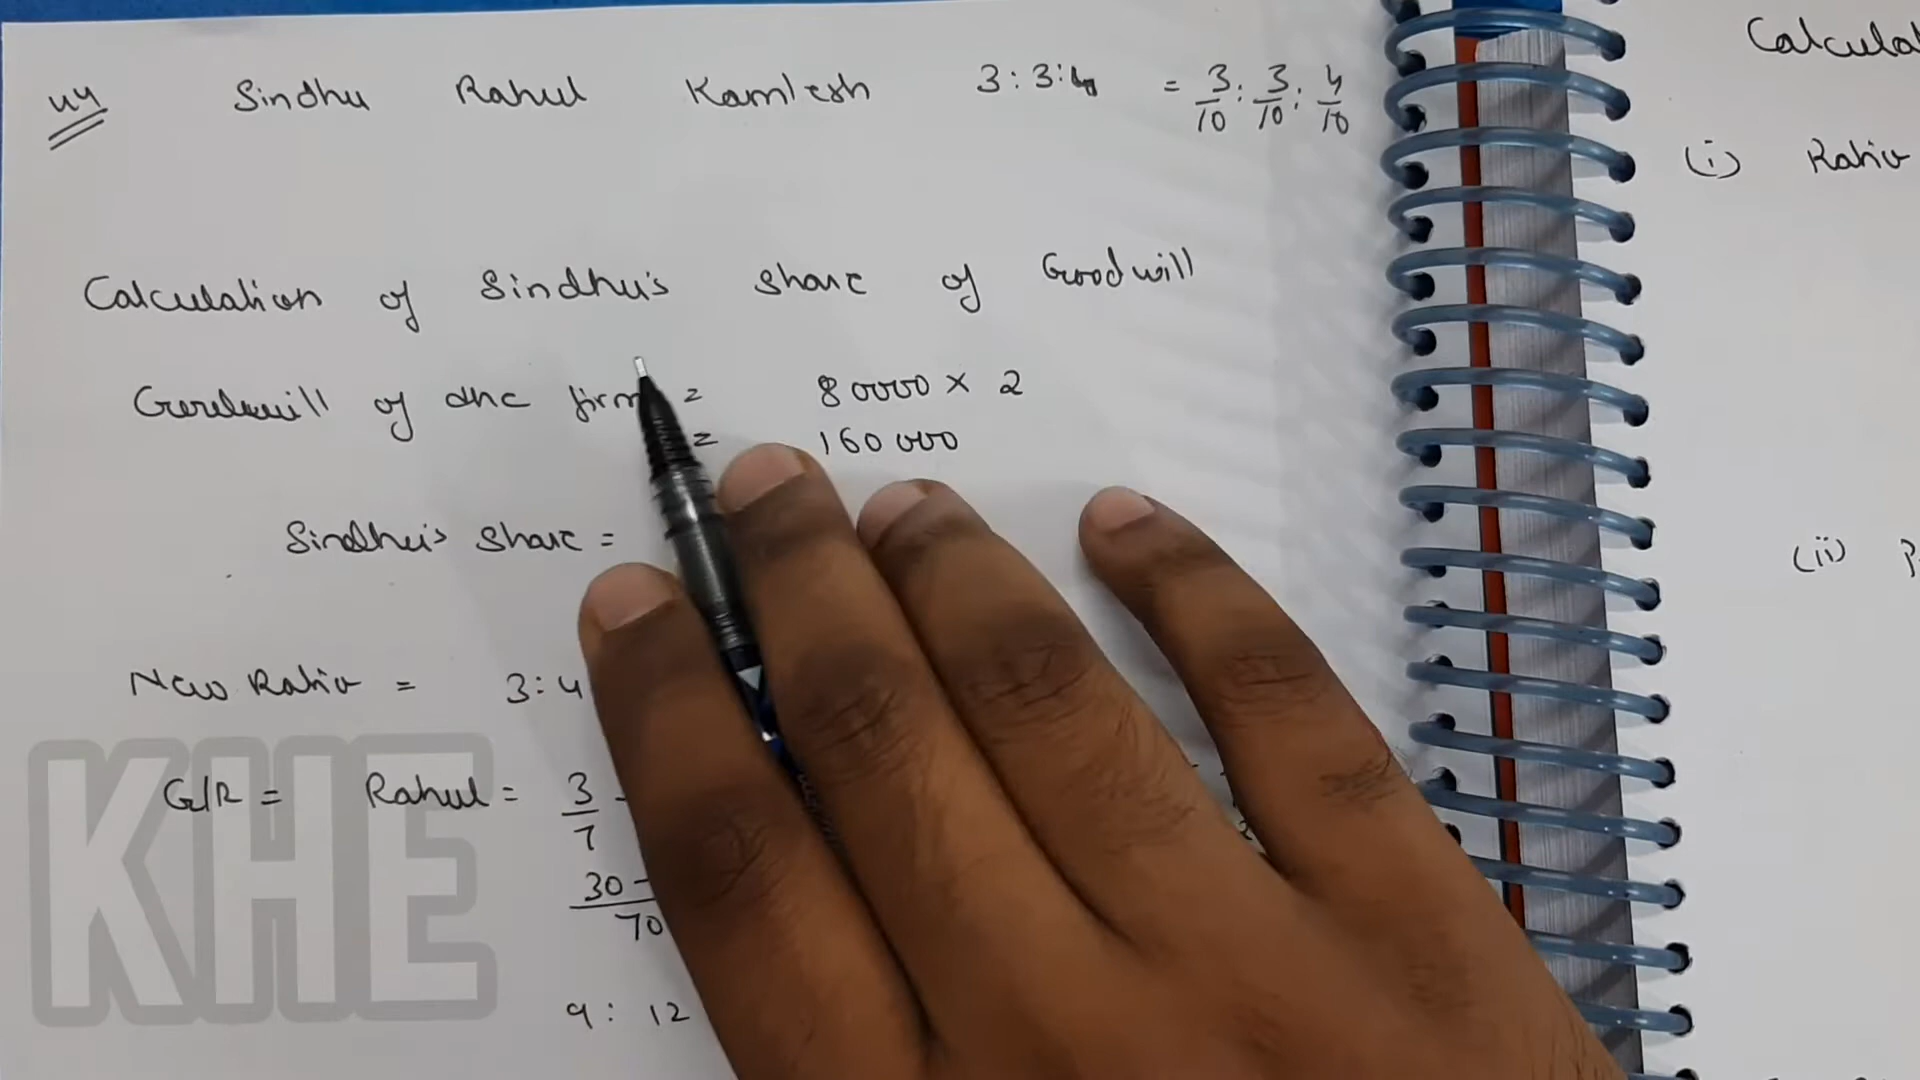 44 Sindhu Rahul Kamlesh 3:3:4 = 3/10 : 3/10 : 4/10
Calculation of Sindhu's share of Goodwill
Goodwill of the firm = 80000 × 2
= 160000
Sindhu's share =
New Ratio = 3:4
G/R = Rahul = 3/7 -
30 -
70
9 : 12
KHE
Calculat
(i) Ratio
(ii) P